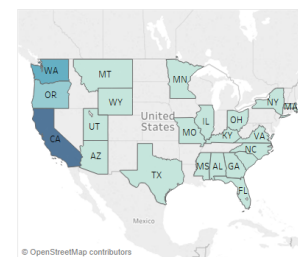 WA
MT
MN
OR
WY
NY
MA
IL
OH
United
States
UT
CA
MO
KY
VA
NC
AZ
MS
AL
GA
TX
FL
Mexico
© OpenStreetMap contributors